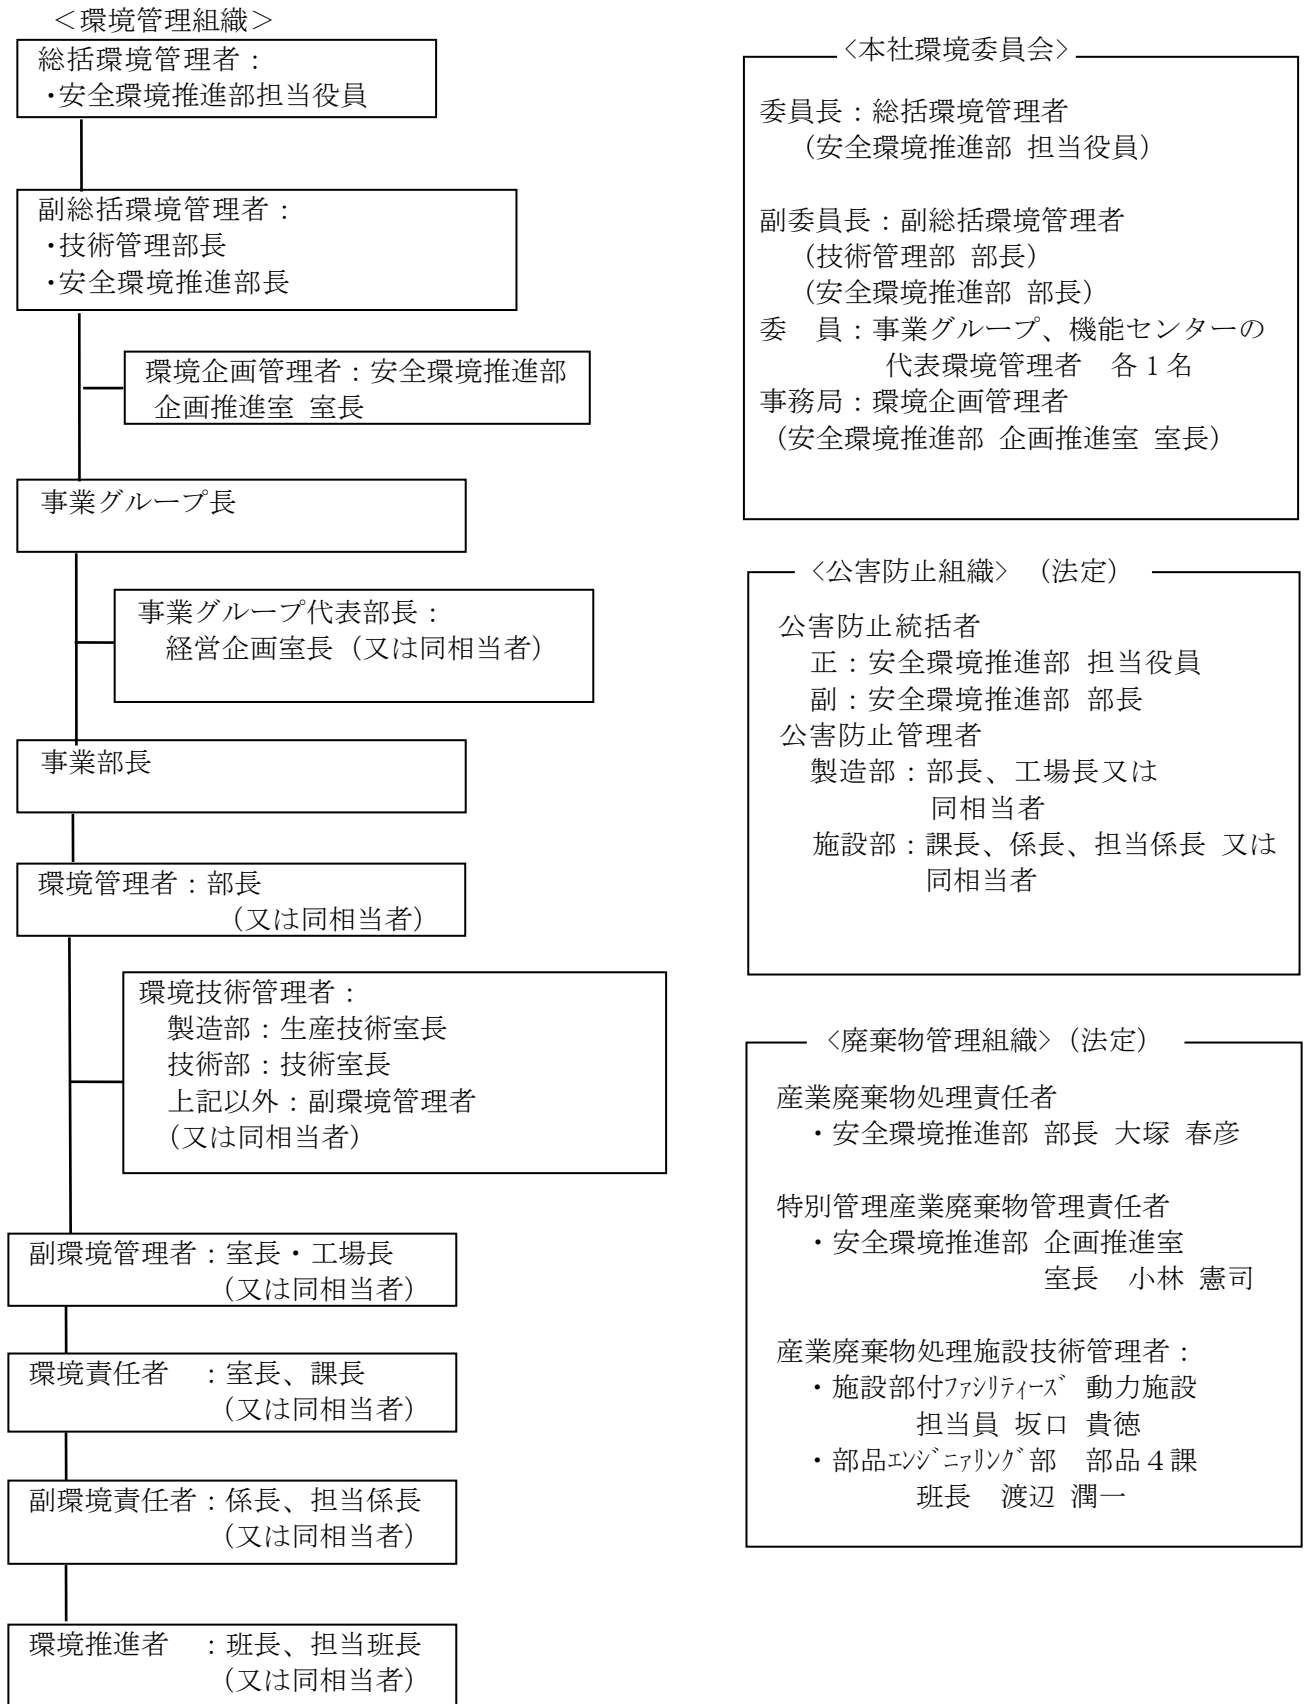 ＜環境管理組織＞
総括環境管理者：
・安全環境推進部担当役員
副総括環境管理者：
・技術管理部長
・安全環境推進部長
環境企画管理者：安全環境推進部
企画推進室 室長
事業グループ長
事業グループ代表部長：
経営企画室長（又は同相当者）
事業部長
環境管理者：部長
（又は同相当者）
環境技術管理者：
製造部：生産技術室長
技術部：技術室長
上記以外：副環境管理者
（又は同相当者）
副環境管理者：室長・工場長
（又は同相当者）
環境責任者　：室長、課長
（又は同相当者）
副環境責任者：係長、担当係長
（又は同相当者）
環境推進者　：班長、担当班長
（又は同相当者）
〈本社環境委員会〉
委員長：総括環境管理者
（安全環境推進部 担当役員）
副委員長：副総括環境管理者
（技術管理部 部長）
（安全環境推進部 部長）
委　員：事業グループ、機能センターの
代表環境管理者　各１名
事務局：環境企画管理者
（安全環境推進部 企画推進室 室長）
〈公害防止組織〉（法定）
公害防止統括者
正：安全環境推進部 担当役員
副：安全環境推進部 部長
公害防止管理者
製造部：部長、工場長又は
同相当者
施設部：課長、係長、担当係長 又は
同相当者
〈廃棄物管理組織〉（法定）
産業廃棄物処理責任者
・安全環境推進部 部長 大塚 春彦
特別管理産業廃棄物管理責任者
・安全環境推進部 企画推進室
室長　小林 憲司
産業廃棄物処理施設技術管理者：
・施設部付ﾌｧｼﾘﾃｨｰｽﾞ 動力施設
担当員 坂口 貴徳
・部品ｴﾝｼﾞﾆｱﾘﾝｸﾞ部　部品４課
班長　渡辺 潤一